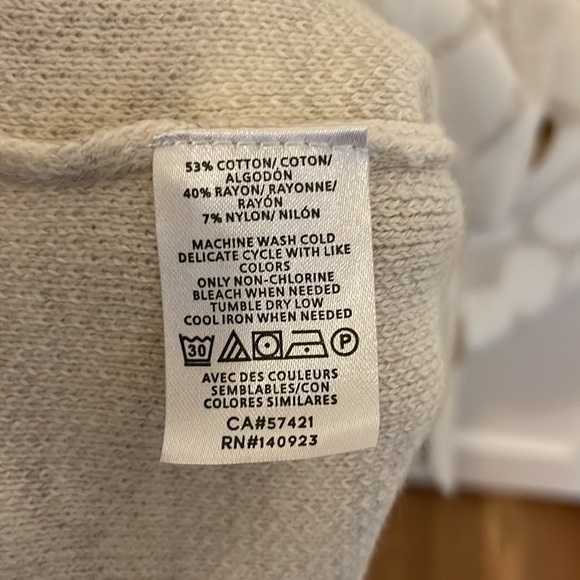 53% COTTON/ COTON/
ALGODÓN
40% RAYON/ RAYONNE/
RAYÓN
7% NYLON/ NILÓN
MACHINE WASH COLD
DELICATE CYCLE WITH LIKE
COLORS
ONLY NON-CHLORINE
BLEACH WHEN NEEDED
TUMBLE DRY LOW
COOL IRON WHEN NEEDED
30 P
AVEC DES COULEURS
SEMBLABLES/CON
COLORES SIMILARES
CA#57421
RN#140923